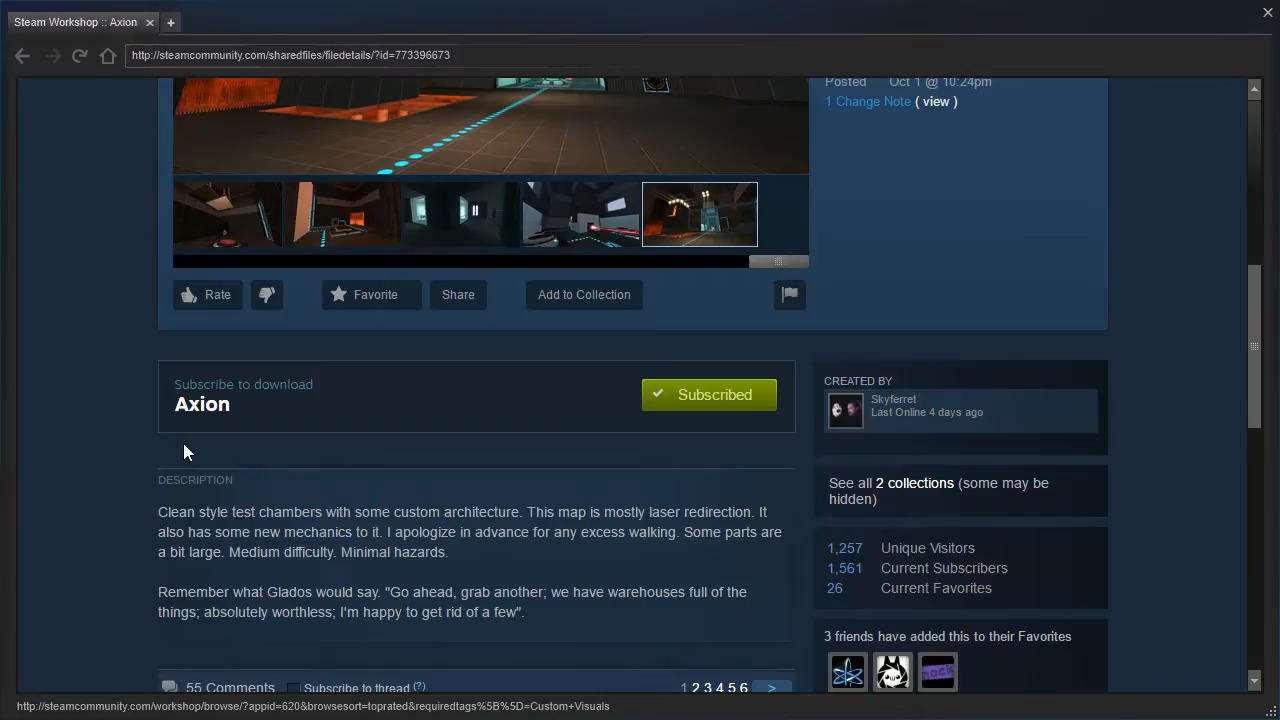 Steam Workshop :: Axion
http://steamcommunity.com/sharedfiles/filedetails/?id=773396673
Posted Oct 1 @ 10:24pm
1 Change Note ( view )
Rate
Favorite
Share
Add to Collection
Subscribe to download
Axion
Subscribed
CREATED BY
Skyferret
Last Online 4 days ago
DESCRIPTION
Clean style test chambers with some custom architecture. This map is mostly laser redirection. It
also has some new mechanics to it. I apologize in advance for any excess walking. Some parts are
a bit large. Medium difficulty. Minimal hazards.
Remember what Glados would say. "Go ahead, grab another; we have warehouses full of the
things; absolutely worthless; I'm happy to get rid of a few".
See all 2 collections (some may be
hidden)
1,257 Unique Visitors
1,561 Current Subscribers
26 Current Favorites
3 friends have added this to their Favorites
55 Comments Subscribe to thread (?) 1 2 3 4 5 6 >
http://steamcommunity.com/workshop/browse/?appid=620&browsesort=toprated&requiredtags%5B%5D=Custom+Visuals